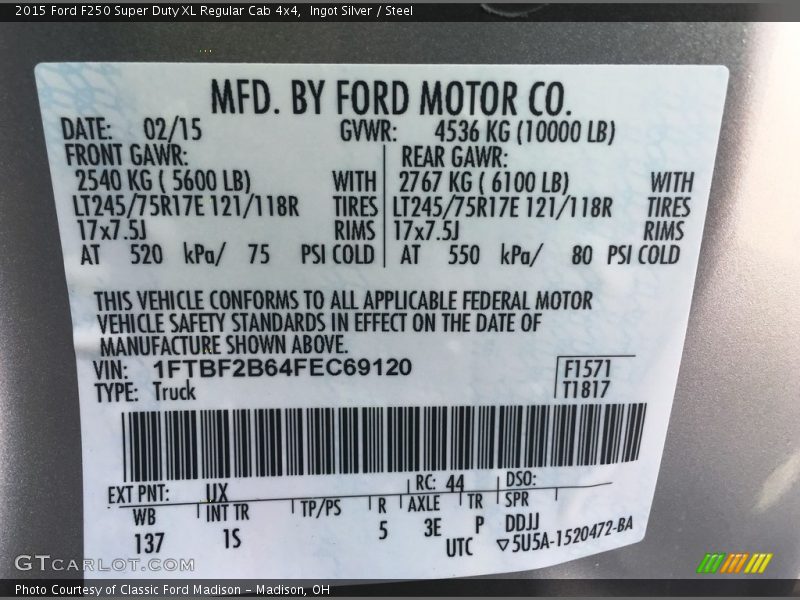 2015 Ford F250 Super Duty XL Regular Cab 4x4,  Ingot Silver / Steel
MFD. BY FORD MOTOR CO.
DATE: 02/15 GVWR: 4536 KG (10000 LB)
FRONT GAWR: REAR GAWR:
2540 KG ( 5600 LB) WITH 2767 KG ( 6100 LB) WITH
LT245/75R17E 121/118R TIRES LT245/75R17E 121/118R TIRES
17x7.5J RIMS 17x7.5J RIMS
AT 520 kPa/ 75 PSI COLD AT 550 kPa/ 80 PSI COLD
THIS VEHICLE CONFORMS TO ALL APPLICABLE FEDERAL MOTOR
VEHICLE SAFETY STANDARDS IN EFFECT ON THE DATE OF
MANUFACTURE SHOWN ABOVE.
VIN: 1FTBF2B64FEC69120 F1571
TYPE: Truck T1817
EXT PNT: UX RC: 44 DSO:
WB INT TR TP/PS R AXLE TR SPR
137 1S 5 3E P DDJJ
UTC ▽5U5A-1520472-BA
GTCARLOT.COM
Photo Courtesy of Classic Ford Madison - Madison, OH